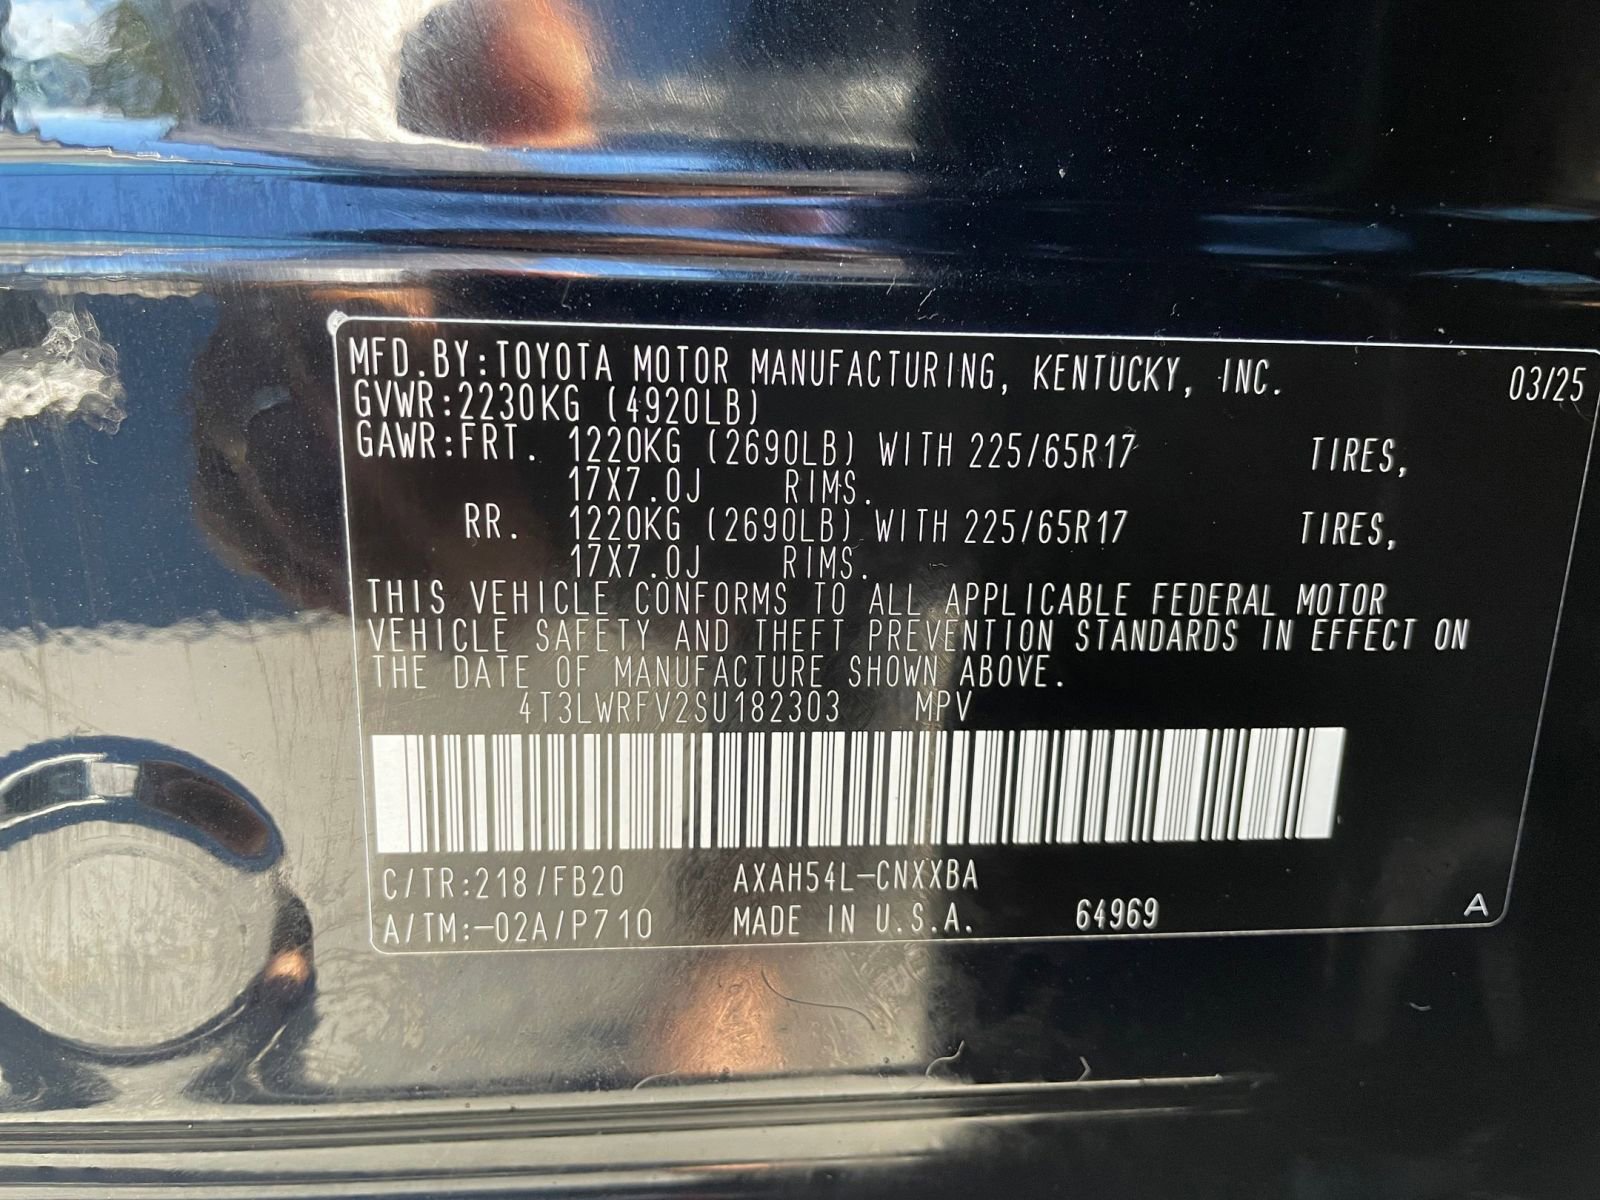 MFD.BY:TOYOTA MOTOR MANUFACTURING, KENTUCKY, INC. 03/25
GVWR:2230KG (4920LB)
GAWR:FRT. 1220KG (2690LB) WITH 225/65R17 TIRES,
17X7.0J RIMS.
RR. 1220KG (2690LB) WITH 225/65R17 TIRES,
17X7.0J RIMS.
THIS VEHICLE CONFORMS TO ALL APPLICABLE FEDERAL MOTOR
VEHICLE SAFETY AND THEFT PREVENTION STANDARDS IN EFFECT ON
THE DATE OF MANUFACTURE SHOWN ABOVE.
4T3LWRFV2SU182303 MPV
C/TR:218/FB20 AXAH54L-CNXXBA
A/TM:-02A/P710 MADE IN U.S.A. 64969 A